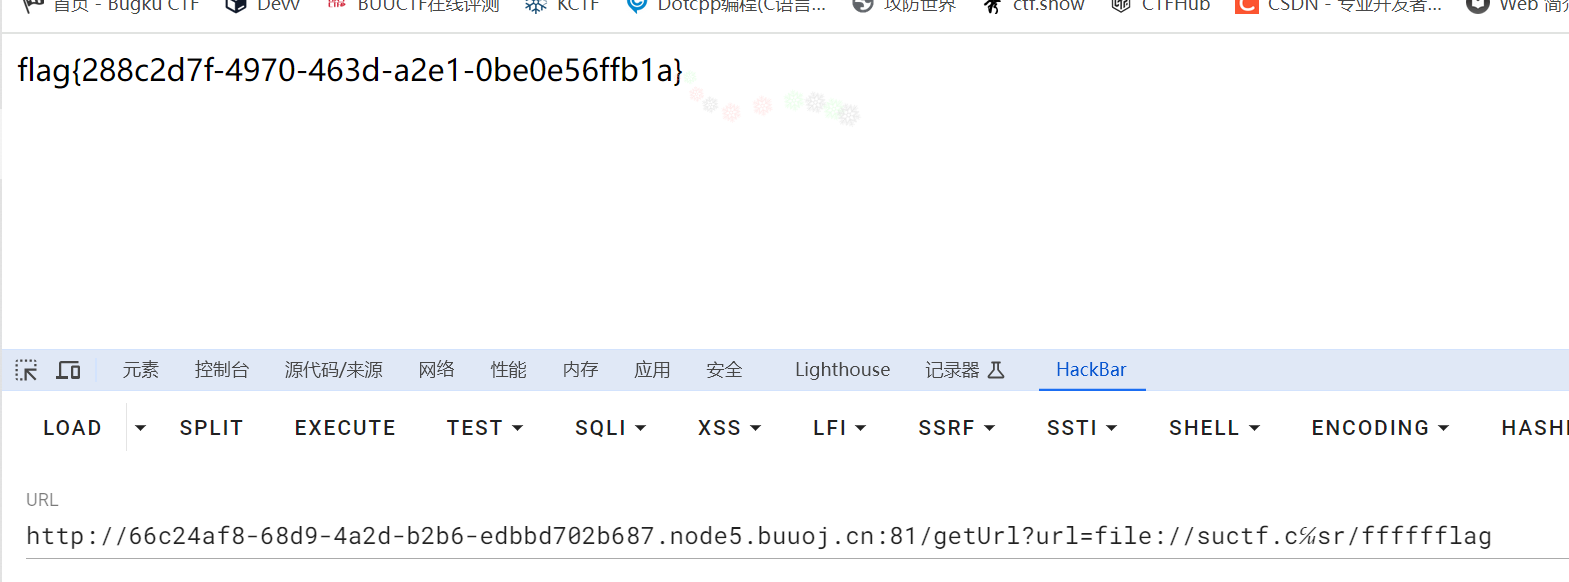 首页 - Bugku CTF Devv BUUCTF在线评测 KCTF Dotcpp编程(C语言... 攻防世界 ctf.show CTFHub CSDN - 专业开发者... Web 简介
flag{288c2d7f-4970-463d-a2e1-0be0e56ffb1a}
元素 控制台 源代码/来源 网络 性能 内存 应用 安全 Lighthouse 记录器 HackBar
LOAD SPLIT EXECUTE TEST SQLI XSS LFI SSRF SSTI SHELL ENCODING HASHI
URL
http://66c24af8-68d9-4a2d-b2b6-edbbd702b687.node5.buuoj.cn:81/getUrl?url=file://suctf.c℆sr/fffffflag